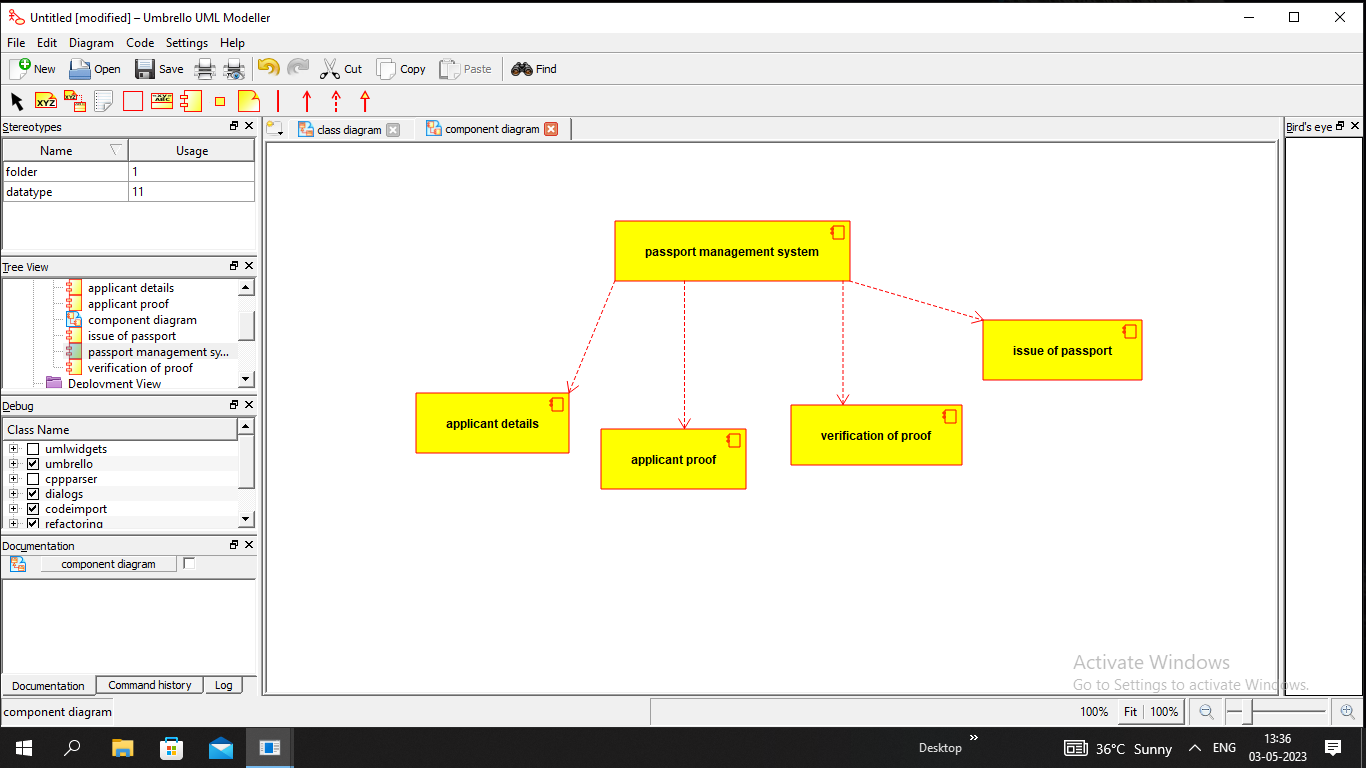 Untitled [modified] – Umbrello UML Modeller
File Edit Diagram Code Settings Help
New Open Save Cut Copy Paste Find
XYZ XYZ ABC
Stereotypes
Name Usage
folder 1
datatype 11
Tree View
applicant details
applicant proof
component diagram
issue of passport
passport management sy...
verification of proof
Deployment View
Debug
Class Name
umlwidgets
umbrello
cppparser
dialogs
codeimport
refactoring
Documentation
component diagram
Documentation Command history Log
class diagram component diagram
passport management system
issue of passport
applicant details
verification of proof
applicant proof
Bird's eye
Activate Windows
Go to Settings to activate Windows.
component diagram
100% Fit 100%
Desktop
36°C Sunny
ENG
13:36
03-05-2023